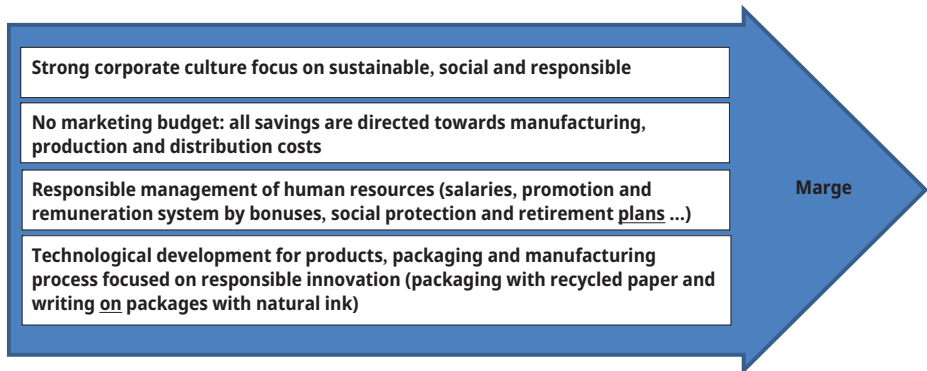 Strong corporate culture focus on sustainable, social and responsible
No marketing budget: all savings are directed towards manufacturing,
production and distribution costs
Responsible management of human resources (salaries, promotion and
remuneration system by bonuses, social protection and retirement plans ...)
Technological development for products, packaging and manufacturing
process focused on responsible innovation (packaging with recycled paper and
writing on packages with natural ink)
Marge